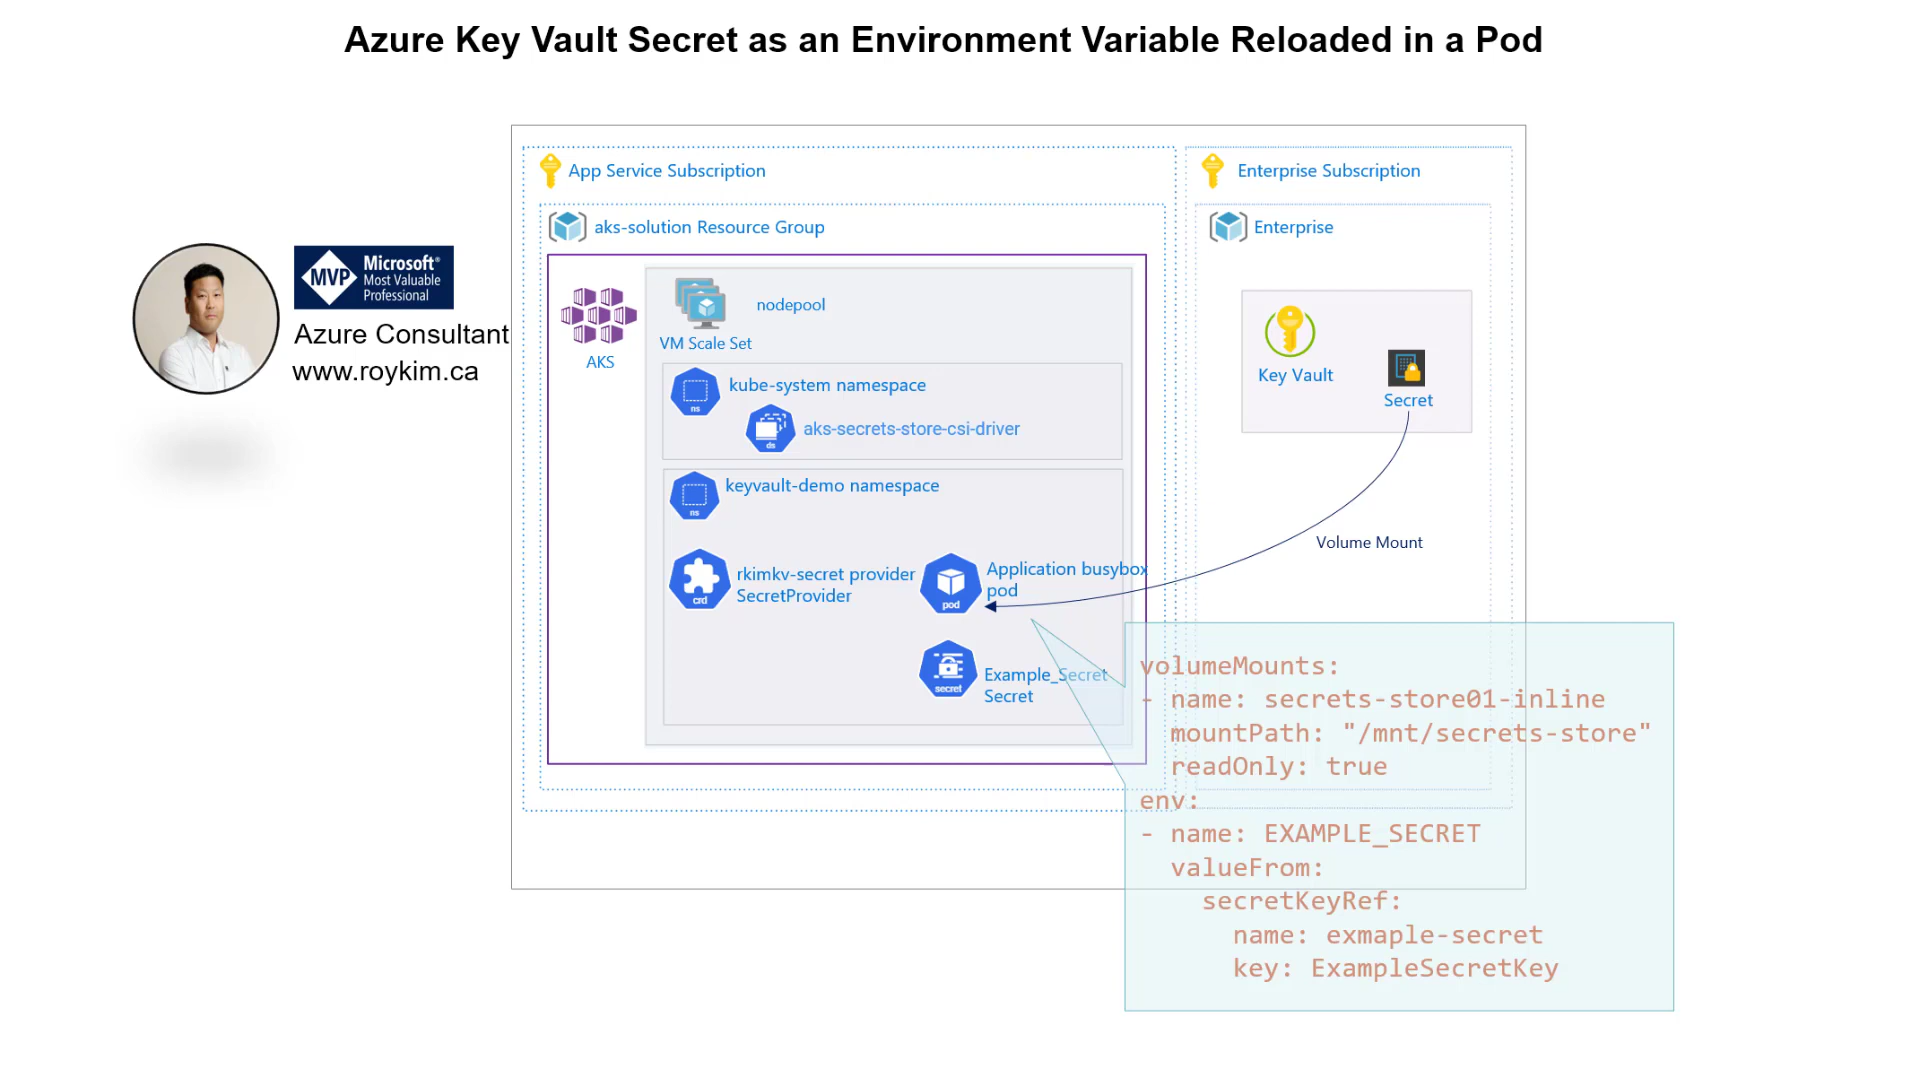 Azure Key Vault Secret as an Environment Variable Reloaded in a Pod
MVP
Microsoft®
Most Valuable
Professional
Azure Consultant
www.roykim.ca
App Service Subscription
aks-solution Resource Group
AKS
nodepool
VM Scale Set
ns
kube-system namespace
ds
aks-secrets-store-csi-driver
ns
keyvault-demo namespace
crd
rkimkv-secret provider
SecretProvider
pod
Application busybox
pod
secret
Example_Secret
Secret
Enterprise Subscription
Enterprise
Key Vault
Secret
Volume Mount
volumeMounts:
- name: secrets-store01-inline
mountPath: "/mnt/secrets-store"
readOnly: true
env:
- name: EXAMPLE_SECRET
valueFrom:
secretKeyRef:
name: exmaple-secret
key: ExampleSecretKey